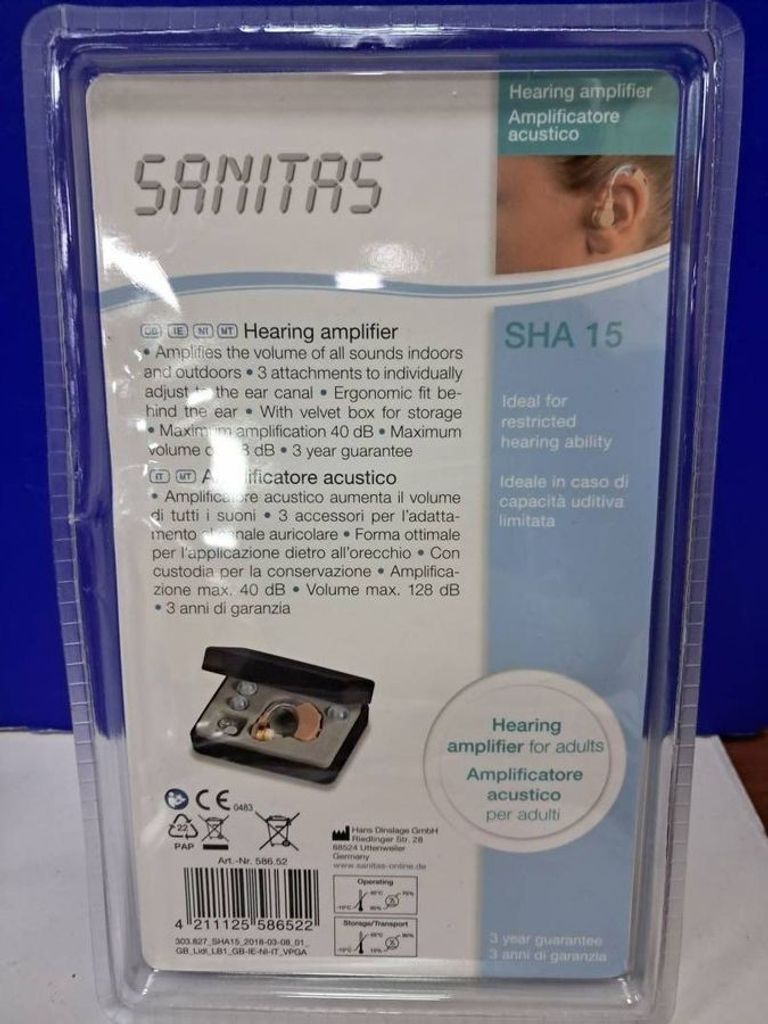 Hearing amplifier
Amplificatore
acustico
SANITAS
GB IE NI MT Hearing amplifier
• Amplifies the volume of all sounds indoors
and outdoors • 3 attachments to individually
adjust to the ear canal • Ergonomic fit be-
hind the ear • With velvet box for storage
• Maximum amplification 40 dB • Maximum
volume dB • 3 year guarantee
IT MT Amplificatore acustico
• Amplificatore acustico aumenta il volume
di tutti i suoni • 3 accessori per l'adatta-
mento canale auricolare • Forma ottimale
per l'applicazione dietro all'orecchio • Con
custodia per la conservazione • Amplifica-
zione max. 40 dB • Volume max. 128 dB
• 3 anni di garanzia
SHA 15
Ideal for
restricted
hearing ability
Ideale in caso di
capacità uditiva
limitata
Hearing
amplifier for adults
Amplificatore
acustico
per adulti
CE 0483
22
PAP
Art.-Nr. 586.52
4 211125 586522
303.827_SHA15_2018-03-08_01_
GB_Lidl_LB1_GB-IE-NI-IT_VPGA
Hans Dinslage GmbH
Riedlinger Str. 28
88524 Uttenweiler
Germany
www.sanitas-online.de
Operating
Storage/Transport
3 year guarantee
3 anni di garanzia